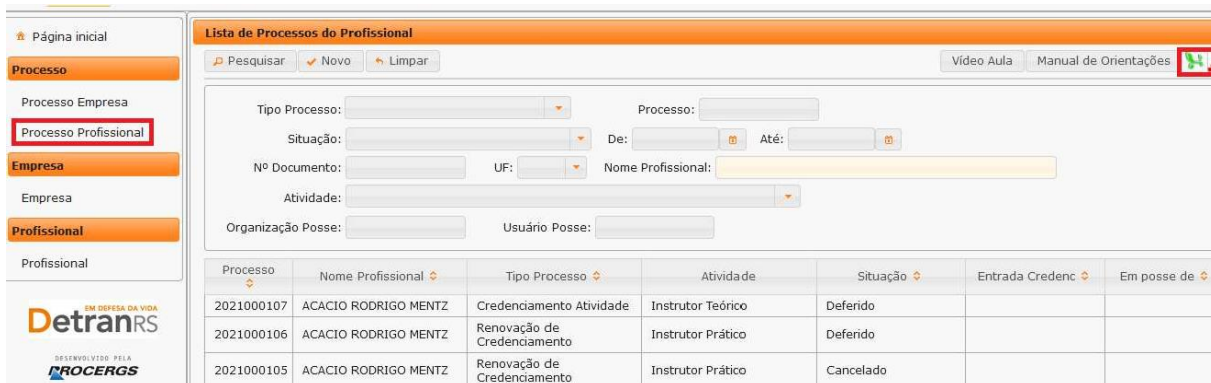 Página inicial
Processo
Processo Empresa
Processo Profissional
Empresa
Empresa
Profissional
Profissional
EM DEFESA DA VIDA
DetranRS
DESENVOLVIDO PELA
PROCERGS
Lista de Processos do Profissional
Pesquisar Novo Limpar Vídeo Aula Manual de Orientações
Tipo Processo: Processo:
Situação: De: Até:
Nº Documento: UF: Nome Profissional:
Atividade:
Organização Posse: Usuário Posse:
Processo Nome Profissional Tipo Processo Atividade Situação Entrada Credenc Em posse de
2021000107 ACACIO RODRIGO MENTZ Credenciamento Atividade Instrutor Teórico Deferido
2021000106 ACACIO RODRIGO MENTZ Renovação de Credenciamento Instrutor Prático Deferido
2021000105 ACACIO RODRIGO MENTZ Renovação de Credenciamento Instrutor Prático Cancelado